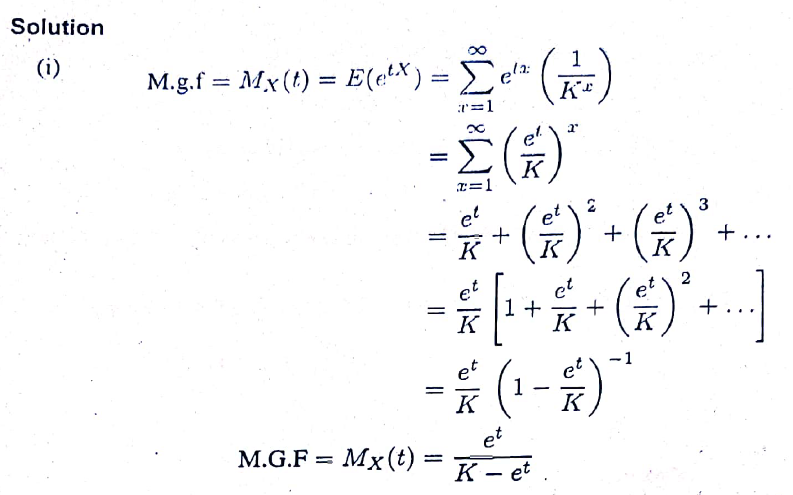 Solution
(i) M.g.f = M_X(t) = E(e^{tX}) = \sum_{x=1}^{\infty} e^{tx} \left( \frac{1}{K^x} \right)
= \sum_{x=1}^{\infty} \left( \frac{e^t}{K} \right)^x
= \frac{e^t}{K} + \left( \frac{e^t}{K} \right)^2 + \left( \frac{e^t}{K} \right)^3 + ...
= \frac{e^t}{K} \left[ 1 + \frac{e^t}{K} + \left( \frac{e^t}{K} \right)^2 + ... \right]
= \frac{e^t}{K} \left( 1 - \frac{e^t}{K} \right)^{-1}
M.G.F = M_X(t) = \frac{e^t}{K - e^t} .